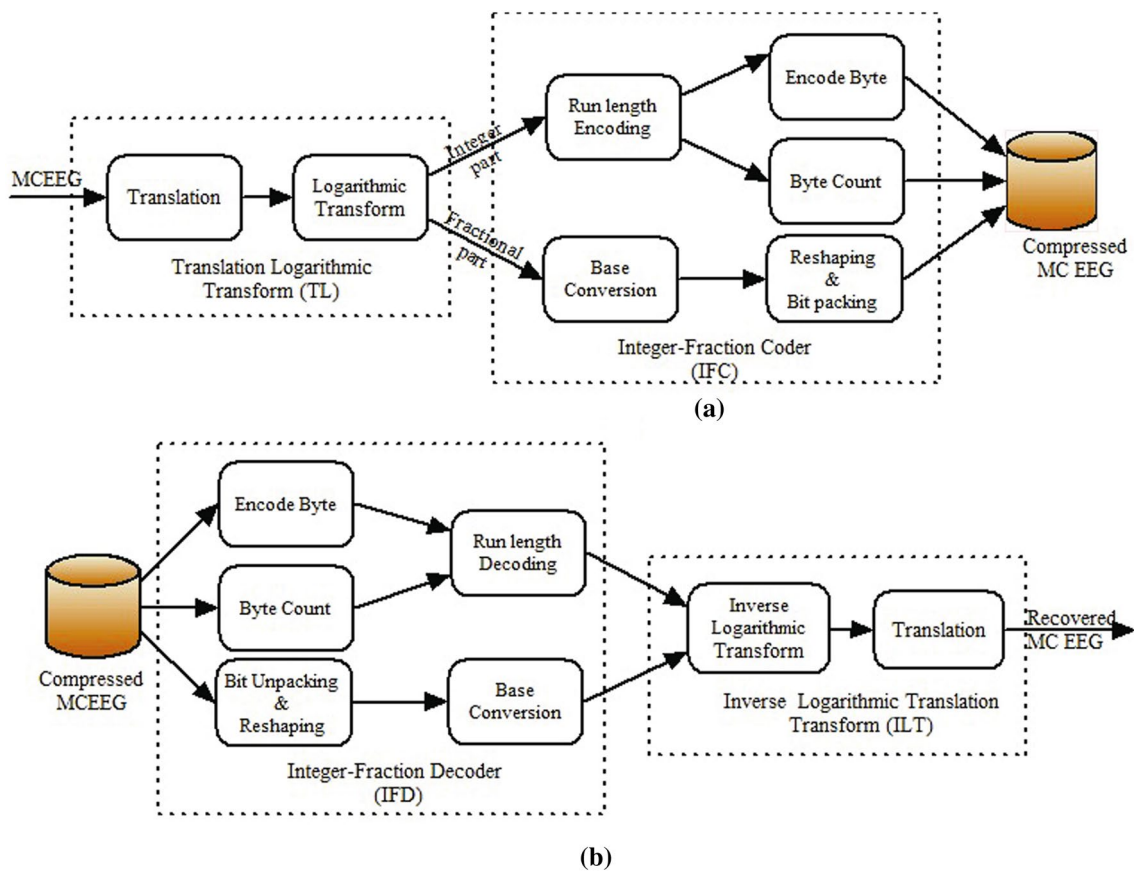 MCEEG
Translation
Logarithmic
Transform
Translation Logarithmic
Transform (TL)
Integer
part
Fractional
part
Run length
Encoding
Encode Byte
Byte Count
Base
Conversion
Reshaping
&
Bit packing
Integer-Fraction Coder
(IFC)
Compressed
MC EEG
(a)
Compressed
MCEEG
Encode Byte
Byte Count
Bit Unpacking
&
Reshaping
Run length
Decoding
Base
Conversion
Integer-Fraction Decoder
(IFD)
Inverse
Logarithmic
Transform
Translation
Inverse Logarithmic Translation
Transform (ILT)
Recovered
MC EEG
(b)